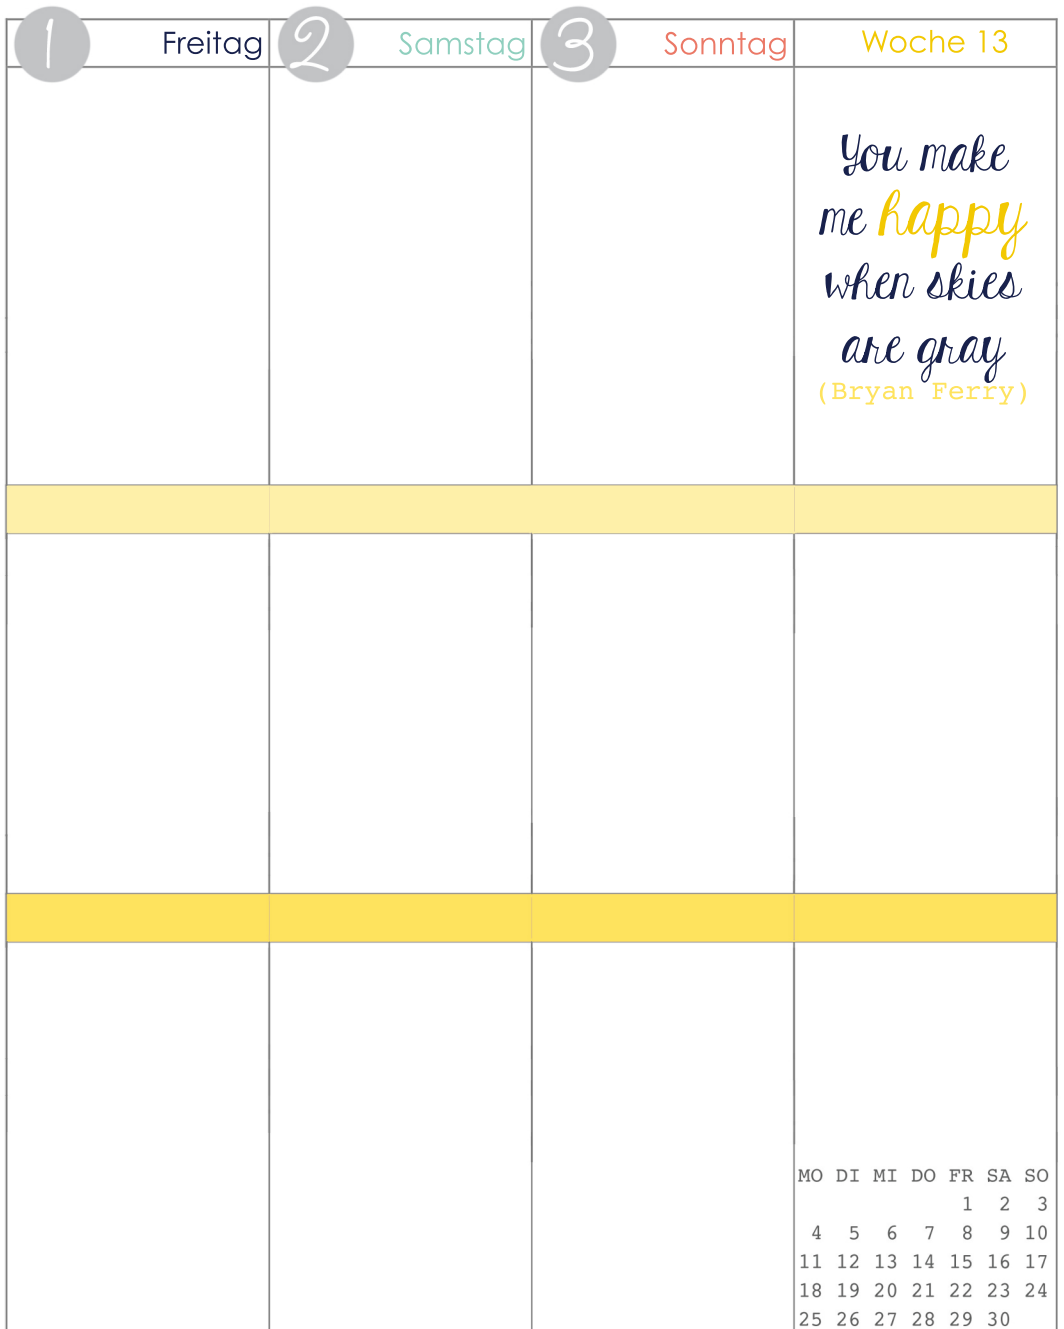 1 Freitag 2 Samstag 3 Sonntag Woche 13
You make
me happy
when skies
are gray
(Bryan Ferry)
MO DI MI DO FR SA SO
1 2 3
4 5 6 7 8 9 10
11 12 13 14 15 16 17
18 19 20 21 22 23 24
25 26 27 28 29 30